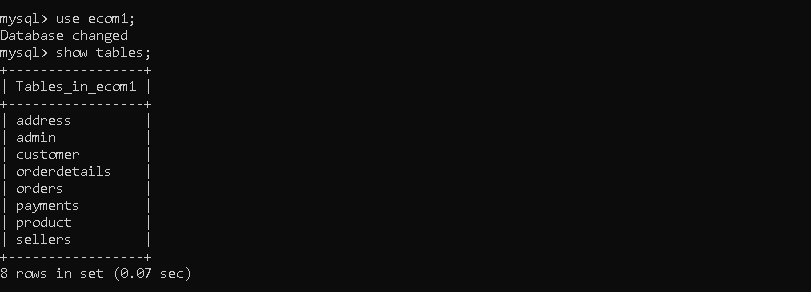 mysql> use ecom1;
Database changed
mysql> show tables;
+-----------------+
| Tables_in_ecom1 |
+-----------------+
| address         |
| admin           |
| customer        |
| orderdetails    |
| orders          |
| payments        |
| product         |
| sellers         |
+-----------------+
8 rows in set (0.07 sec)